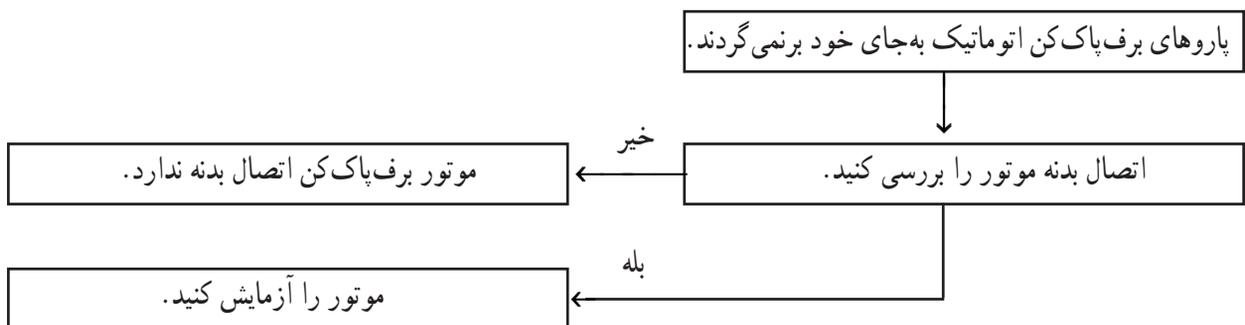 پاروهای برف‌پاک‌کن اتوماتیک به‌جای خود برنمی‌گردند.
اتصال بدنه موتور را بررسی کنید.
خیر
موتور برف‌پاک‌کن اتصال بدنه ندارد.
بله
موتور را آزمایش کنید.